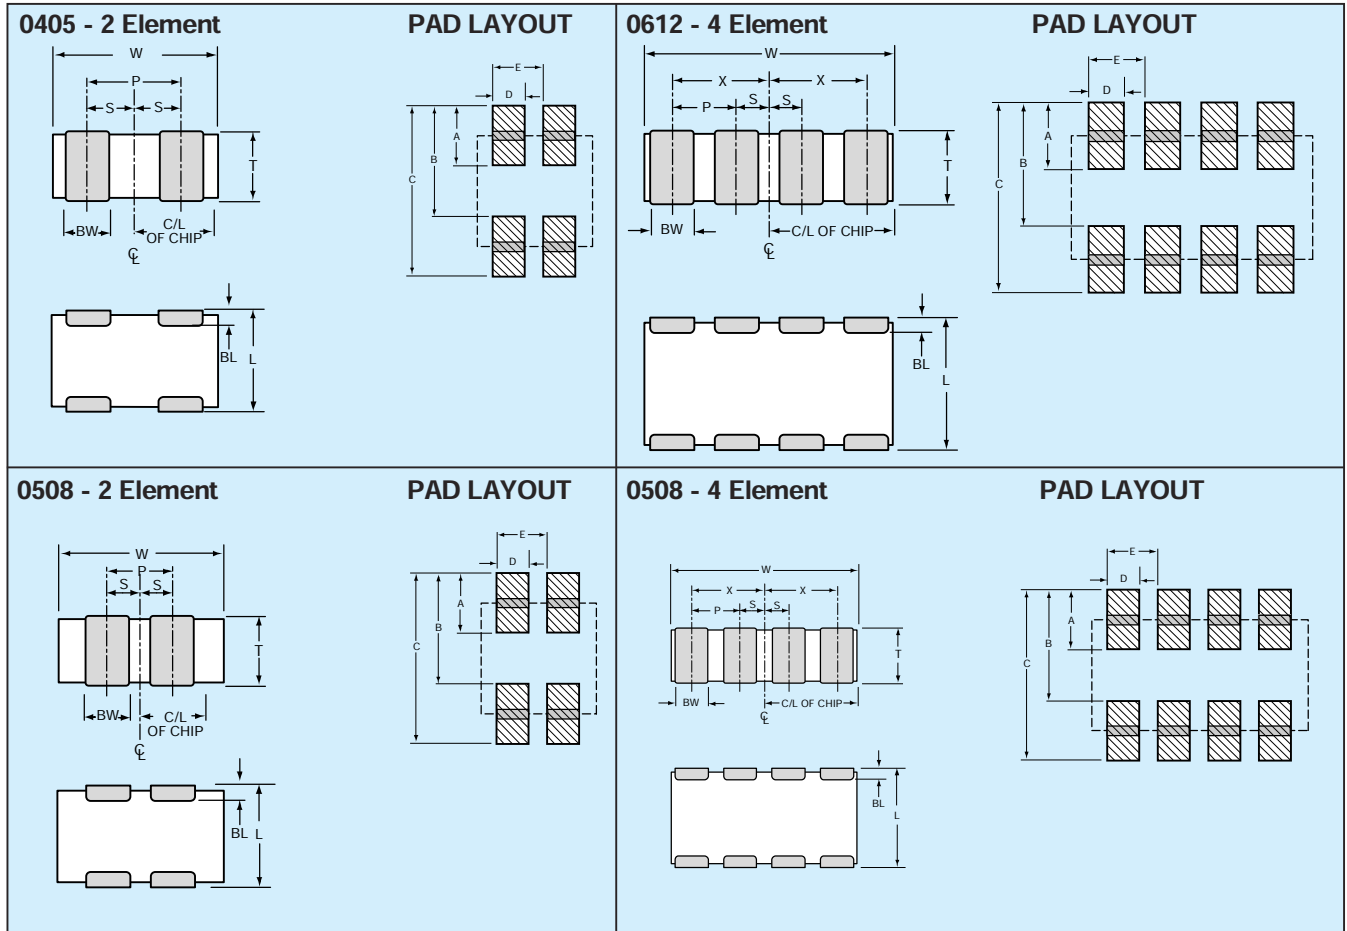 0405 - 2 Element
PAD LAYOUT
W
P
S
S
T
BW
C/L
OF CHIP
℄
BL
L
E
D
A
B
C
0612 - 4 Element
PAD LAYOUT
W
X
X
P
S
S
T
BW
C/L OF CHIP
℄
BL
L
E
D
A
B
C
0508 - 2 Element
PAD LAYOUT
W
P
S
S
T
BW
C/L
OF CHIP
℄
BL
L
E
D
A
B
C
0508 - 4 Element
PAD LAYOUT
W
X
X
P
S
S
T
BW
C/L OF CHIP
℄
BL
L
E
D
A
B
C